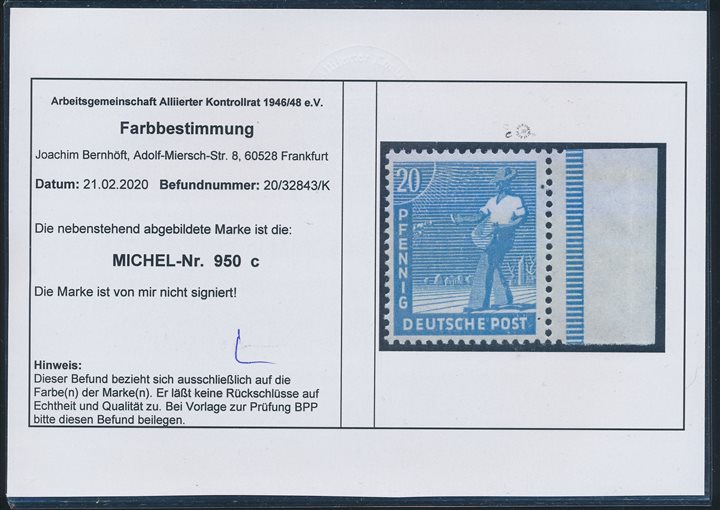 Arbeitsgemeinschaft Alliierter Kontrollrat 1946/48 e.V.
Farbbestimmung
Joachim Bernhöft, Adolf-Miersch-Str. 8, 60528 Frankfurt
Datum: 21.02.2020 Befundnummer: 20/32843/K
Die nebenstehend abgebildete Marke ist die:
MICHEL-Nr. 950 c
Die Marke ist von mir nicht signiert!
Hinweis:
Dieser Befund bezieht sich ausschließlich auf die
Farbe(n) der Marke(n). Er läßt keine Rückschlüsse auf
Echtheit und Qualität zu. Bei Vorlage zur Prüfung BPP
bitte diesen Befund beilegen.
c
20
PFENNIG
DEUTSCHE POST